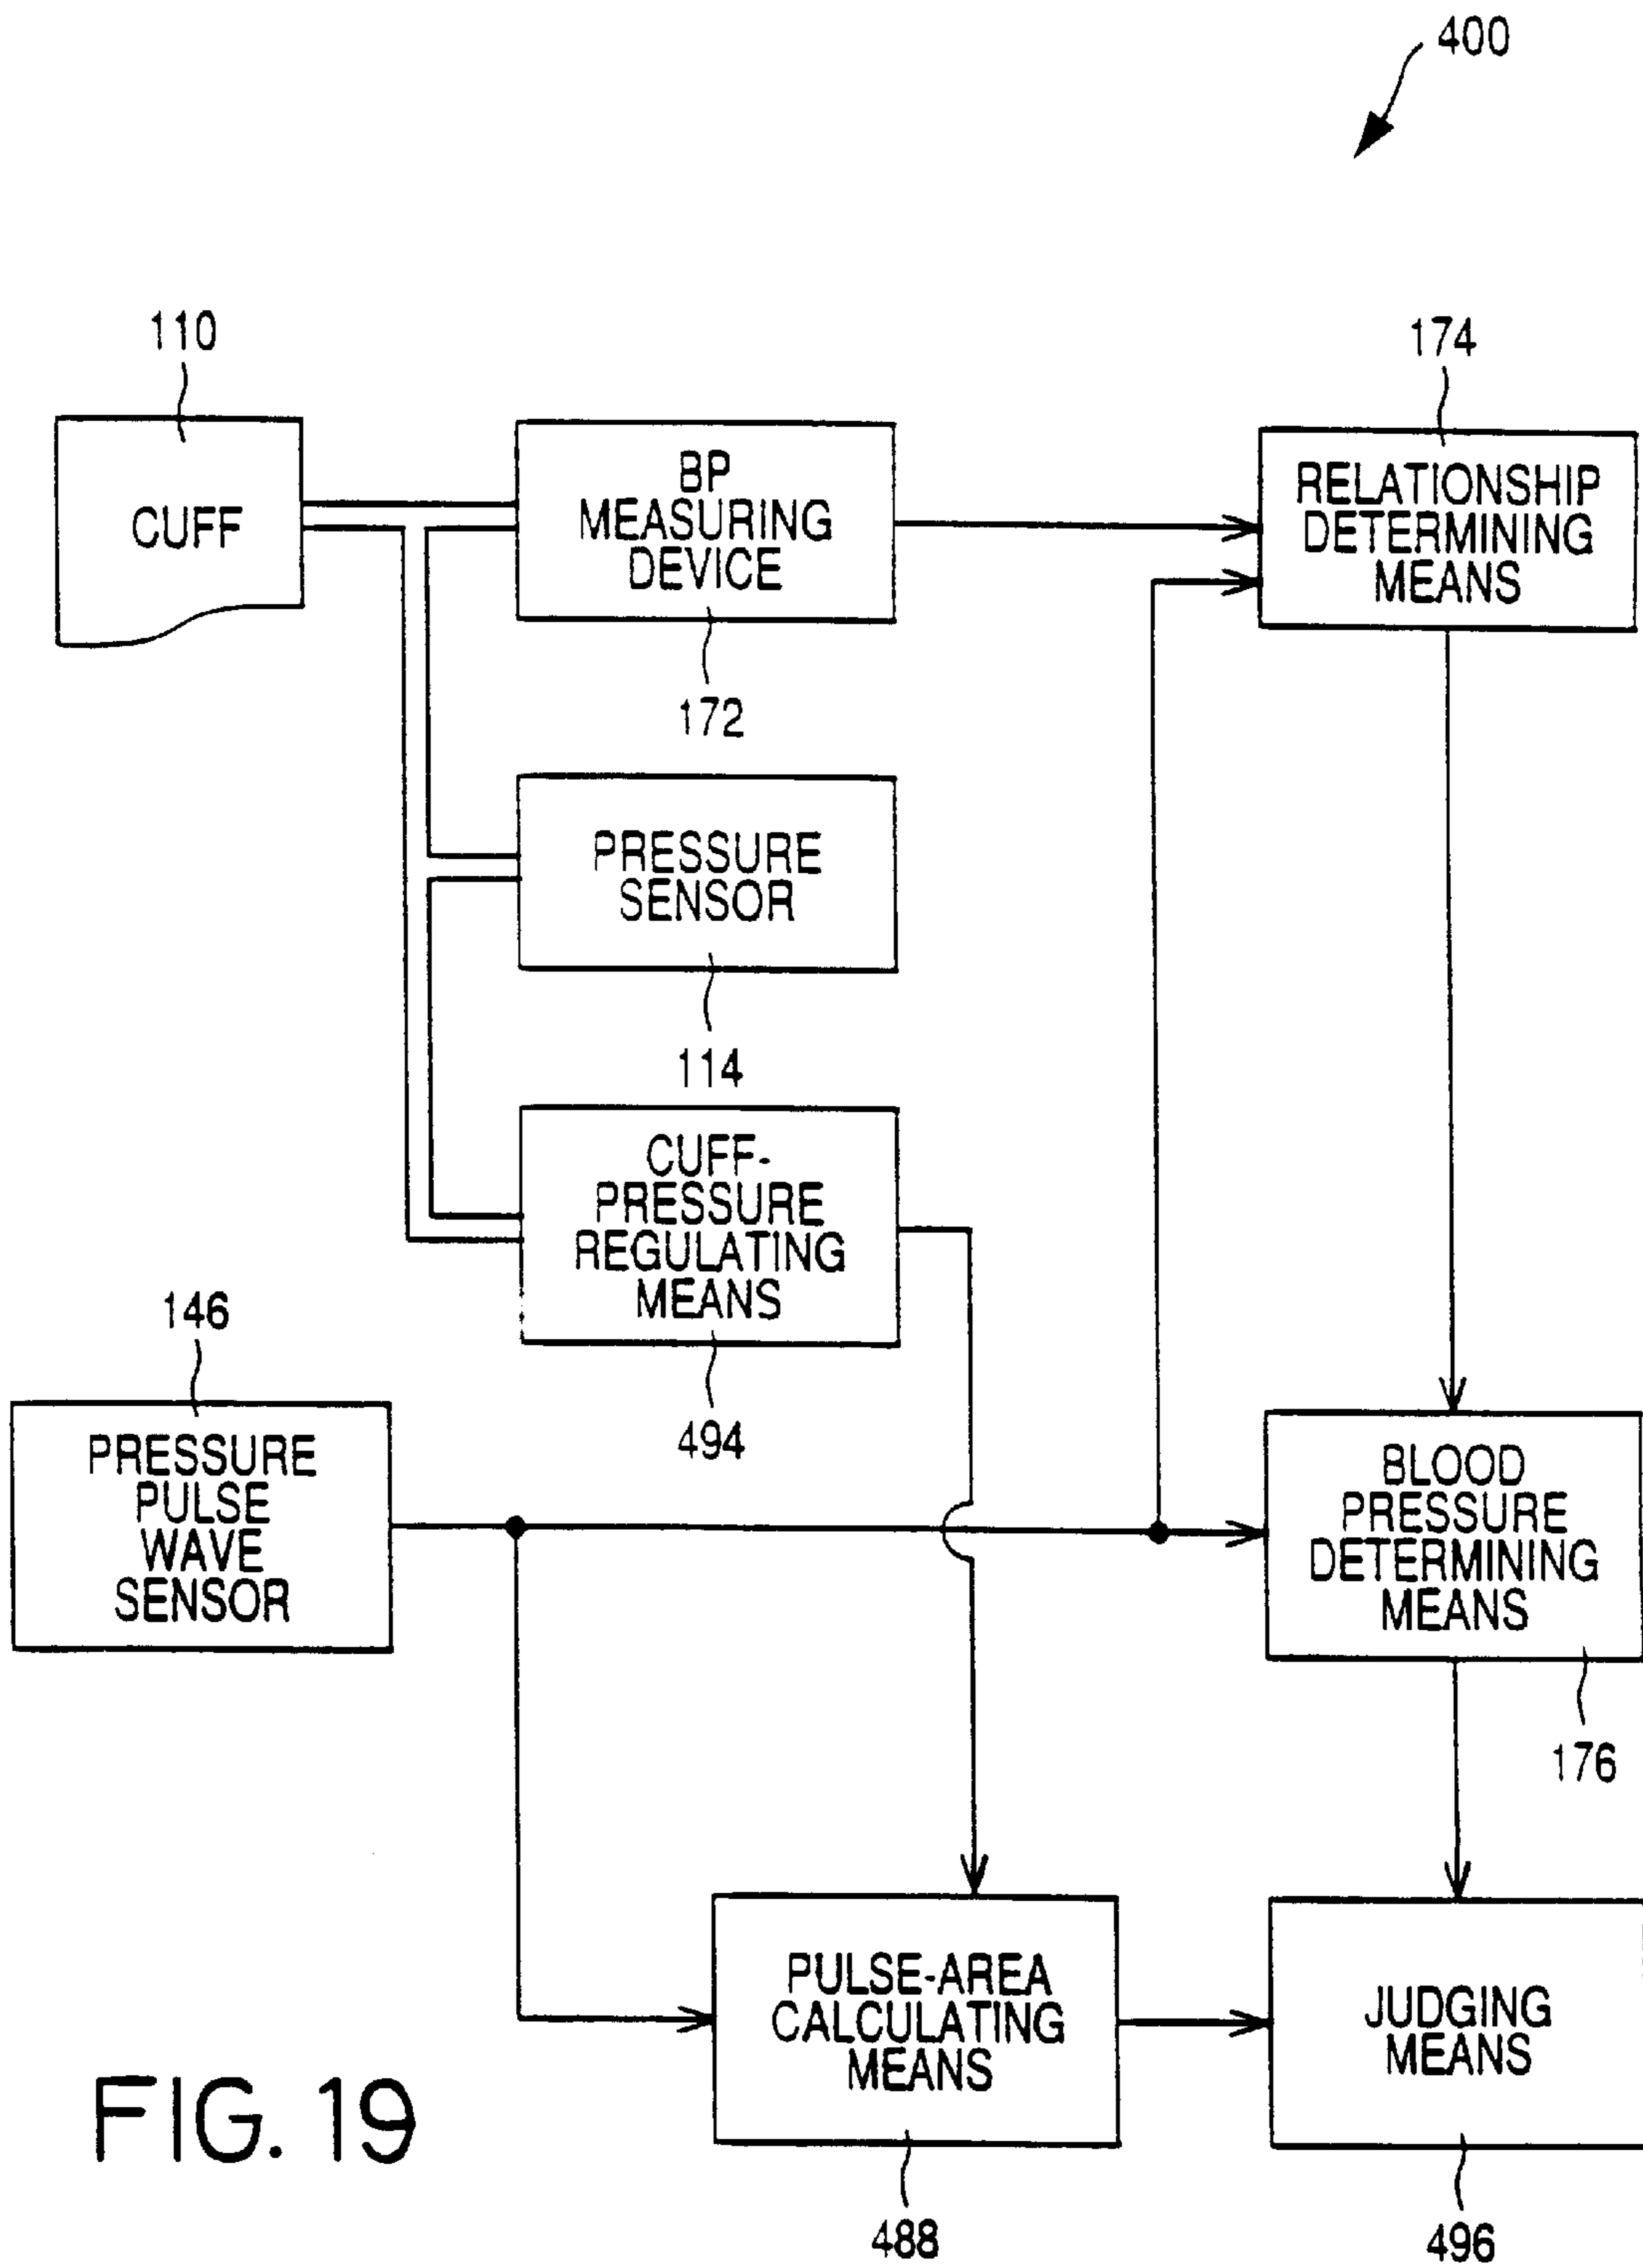 400
110
CUFF
BP
MEASURING
DEVICE
172
174
RELATIONSHIP
DETERMINING
MEANS
PRESSURE
SENSOR
114
CUFF-
PRESSURE
REGULATING
MEANS
494
146
PRESSURE
PULSE
WAVE
SENSOR
BLOOD
PRESSURE
DETERMINING
MEANS
176
PULSE-AREA
CALCULATING
MEANS
488
JUDGING
MEANS
496
FIG. 19